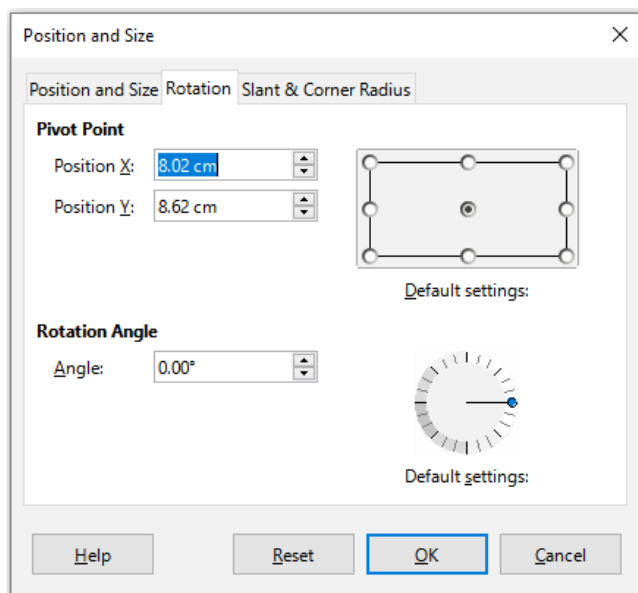 Position and Size
Position and Size Rotation Slant & Corner Radius
Pivot Point
Position X: 8.02 cm
Position Y: 8.62 cm
Default settings:
Rotation Angle
Angle: 0.00°
Default settings:
Help Reset OK Cancel